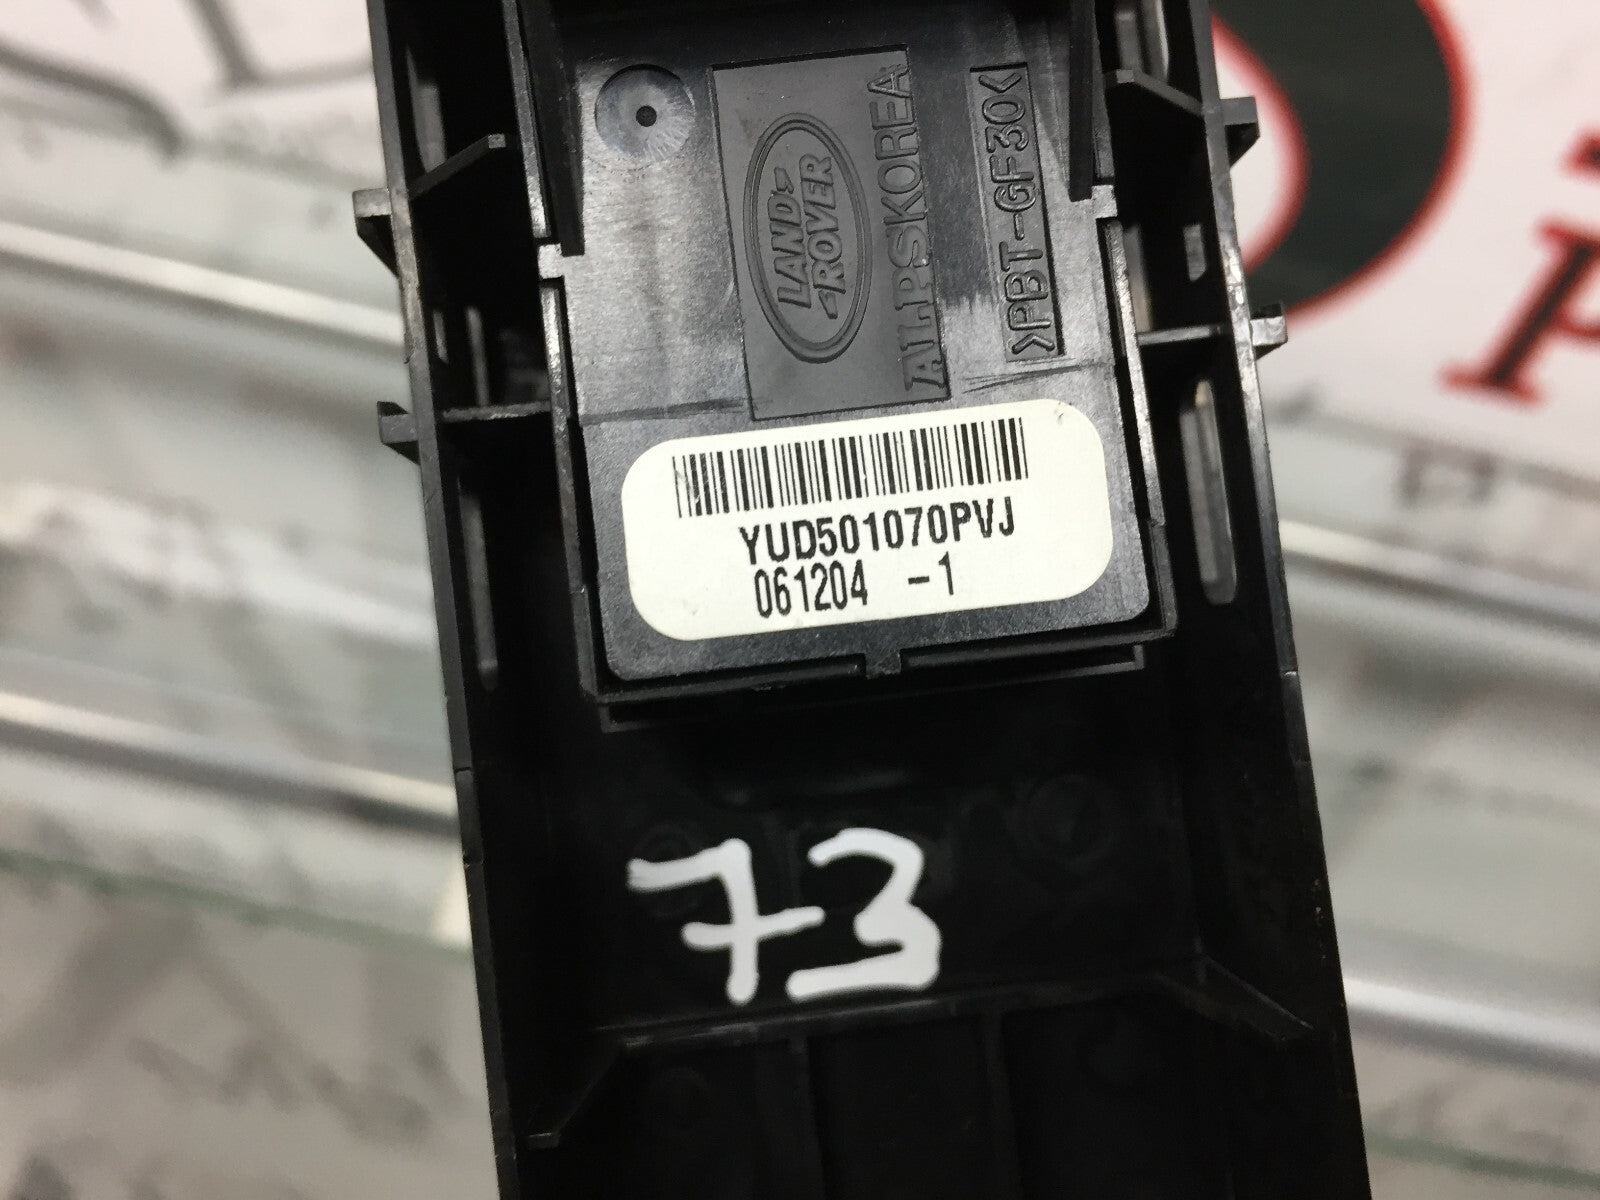 LAND
ROVER
ALPSKOREA
>PBT-GF30<
YUD501070PVJ
061204 -1
73